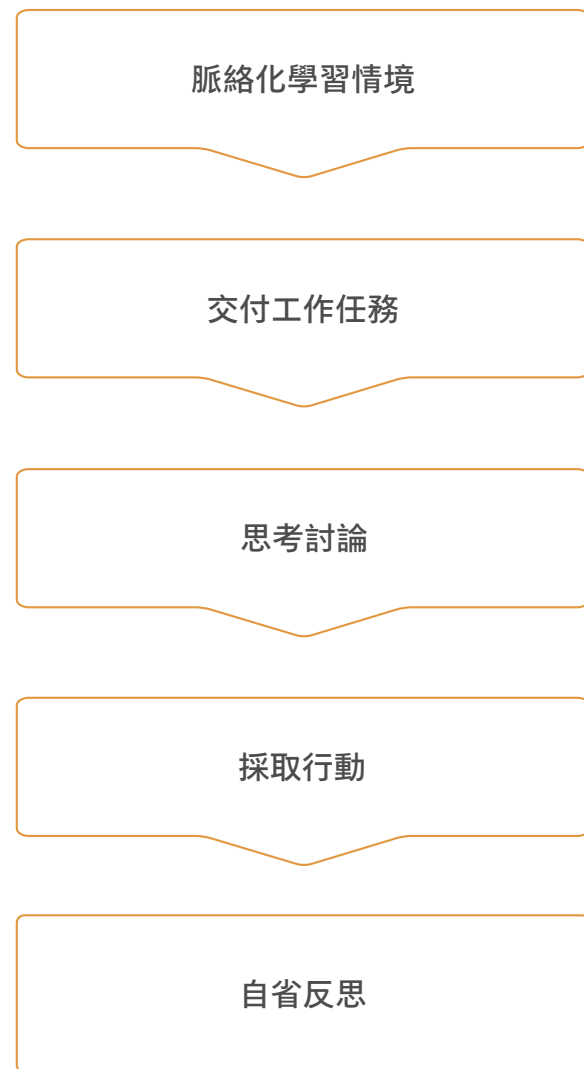 脈絡化學習情境
交付工作任務
思考討論
採取行動
自省反思